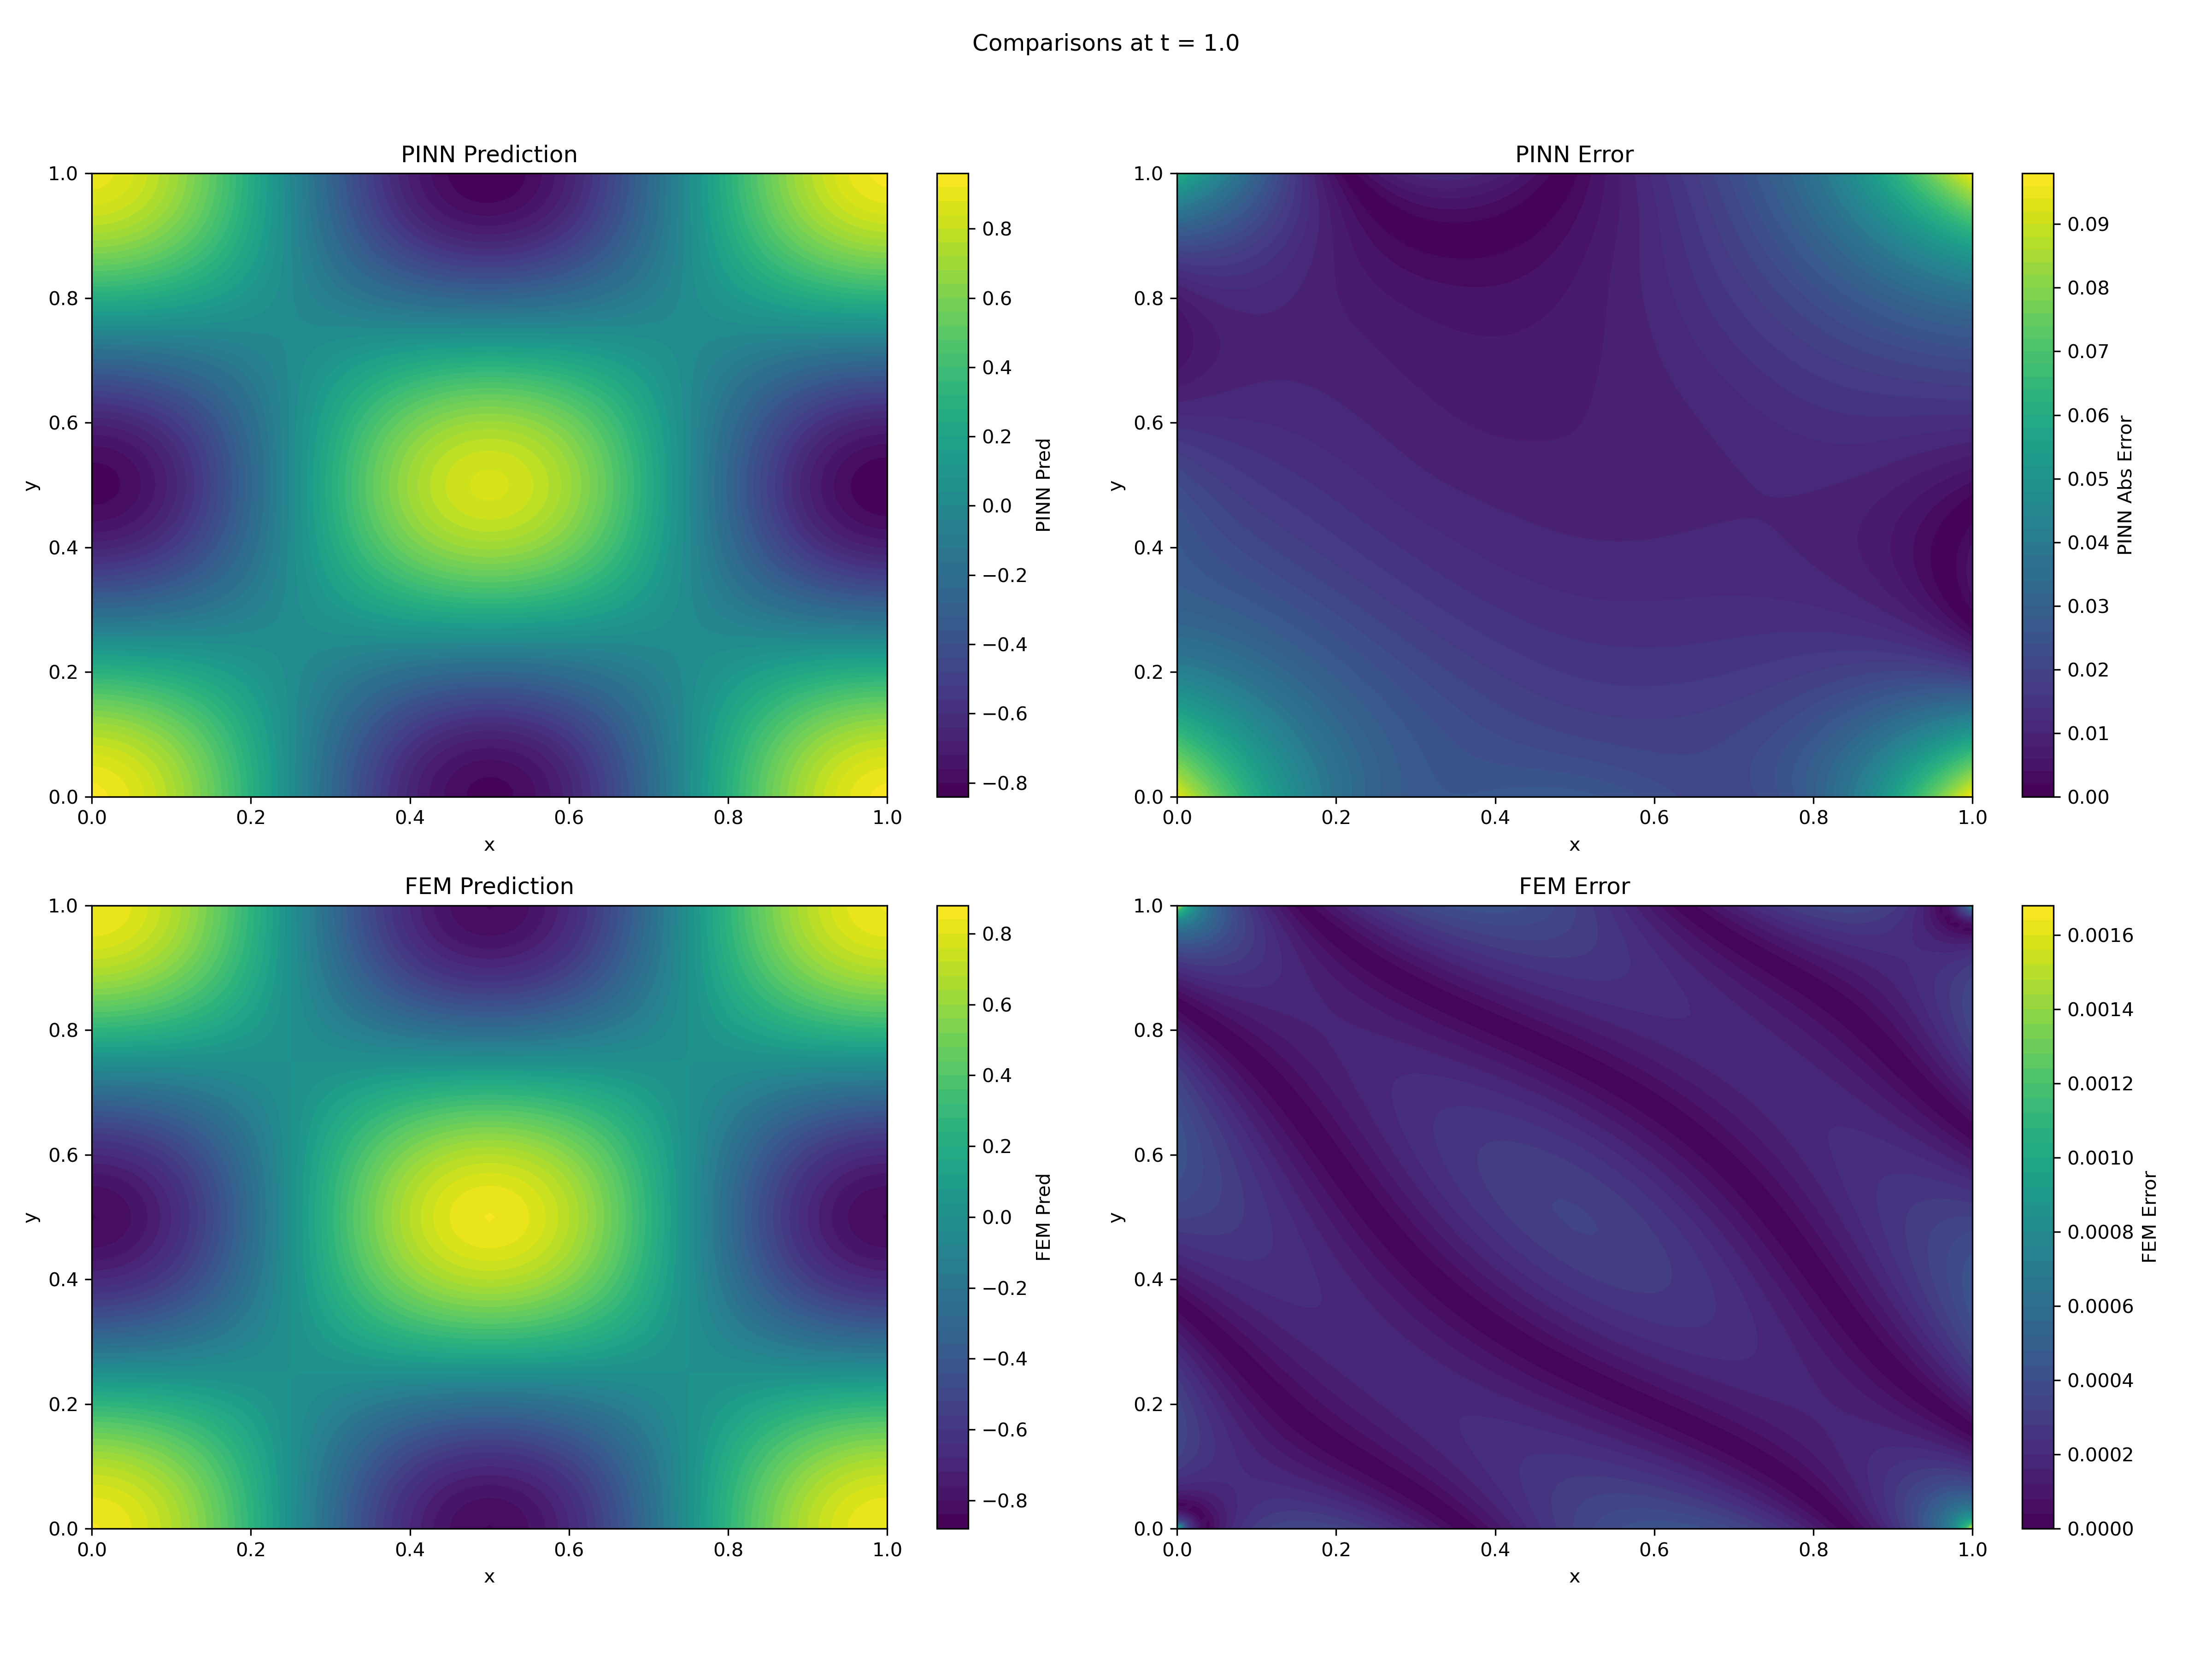 Comparisons at t = 1.0
PINN Prediction
1.0
0.8
0.6
0.4
0.2
0.0
y
0.0 0.2 0.4 0.6 0.8 1.0
x
0.8
0.6
0.4
0.2
0.0
−0.2
−0.4
−0.6
−0.8
PINN Pred
PINN Error
1.0
0.8
0.6
0.4
0.2
0.0
y
0.0 0.2 0.4 0.6 0.8 1.0
x
0.09
0.08
0.07
0.06
0.05
0.04
0.03
0.02
0.01
0.00
PINN Abs Error
FEM Prediction
1.0
0.8
0.6
0.4
0.2
0.0
y
0.0 0.2 0.4 0.6 0.8 1.0
x
0.8
0.6
0.4
0.2
0.0
−0.2
−0.4
−0.6
−0.8
FEM Pred
FEM Error
1.0
0.8
0.6
0.4
0.2
0.0
y
0.0 0.2 0.4 0.6 0.8 1.0
x
0.0016
0.0014
0.0012
0.0010
0.0008
0.0006
0.0004
0.0002
0.0000
FEM Error